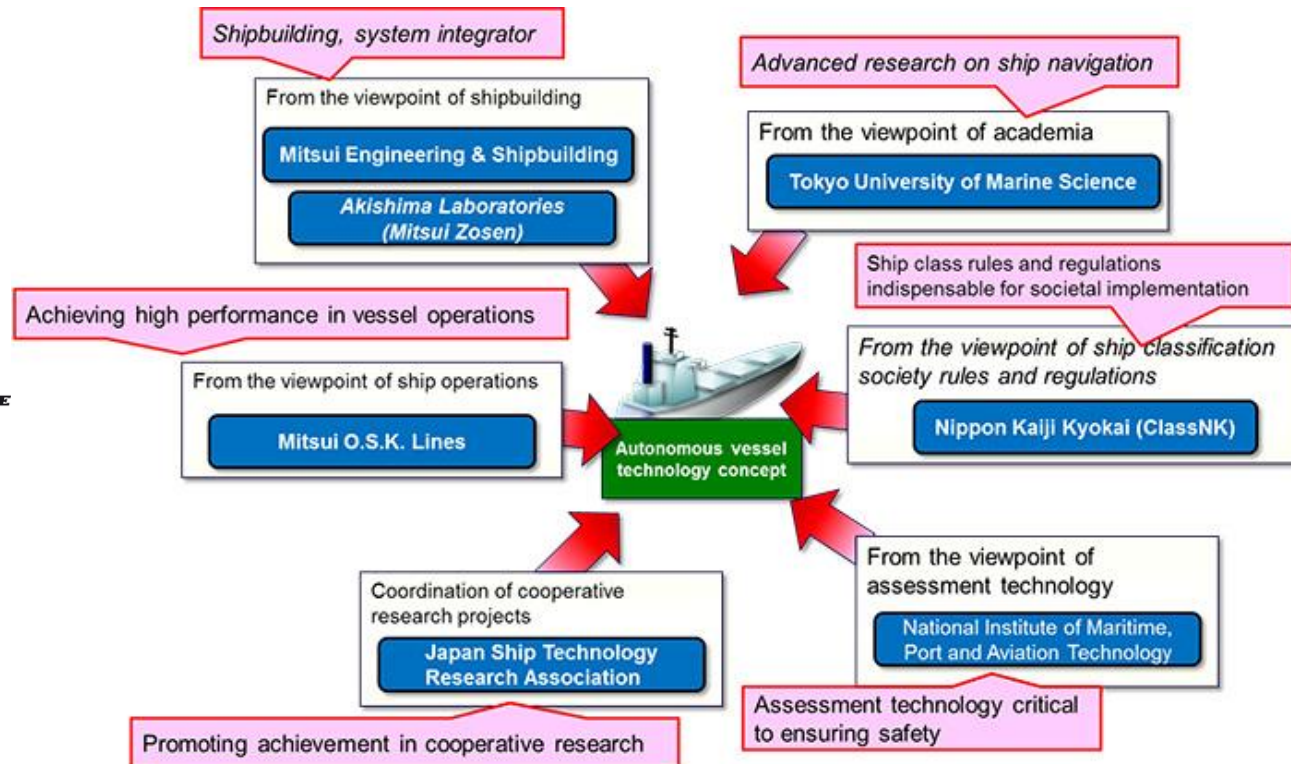 Shipbuilding, system integrator
From the viewpoint of shipbuilding
Mitsui Engineering & Shipbuilding
Akishima Laboratories
(Mitsui Zosen)
Advanced research on ship navigation
From the viewpoint of academia
Tokyo University of Marine Science
Ship class rules and regulations
indispensable for societal implementation
From the viewpoint of ship classification
society rules and regulations
Nippon Kaiji Kyokai (ClassNK)
Achieving high performance in vessel operations
From the viewpoint of ship operations
Mitsui O.S.K. Lines
E
Autonomous vessel
technology concept
Coordination of cooperative
research projects
Japan Ship Technology
Research Association
Promoting achievement in cooperative research
From the viewpoint of
assessment technology
National Institute of Maritime,
Port and Aviation Technology
Assessment technology critical
to ensuring safety